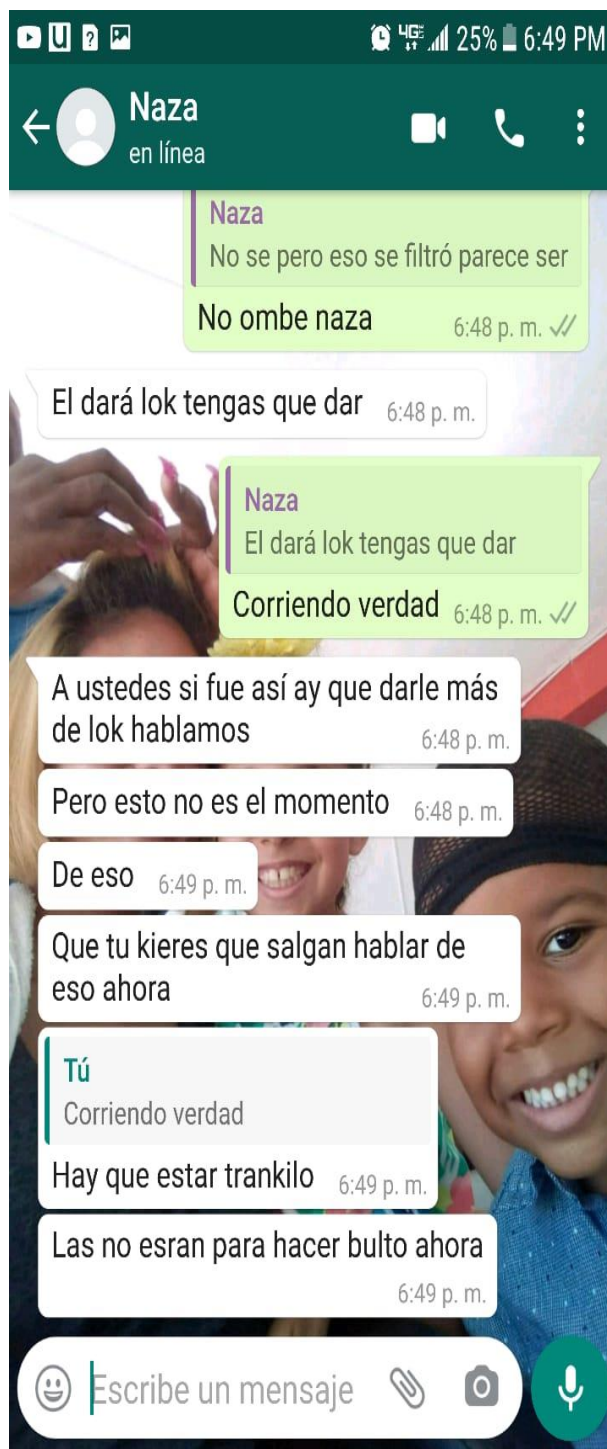 U ? 4GE 25% 6:49 PM
Naza
en línea
Naza
No se pero eso se filtró parece ser
No ombe naza 6:48 p. m.
El dará lok tengas que dar 6:48 p. m.
Naza
El dará lok tengas que dar
Corriendo verdad 6:48 p. m.
A ustedes si fue así ay que darle más
de lok hablamos 6:48 p. m.
Pero esto no es el momento 6:48 p. m.
De eso 6:49 p. m.
Que tu kieres que salgan hablar de
eso ahora 6:49 p. m.
Tú
Corriendo verdad
Hay que estar trankilo 6:49 p. m.
Las no esran para hacer bulto ahora
6:49 p. m.
Escribe un mensaje